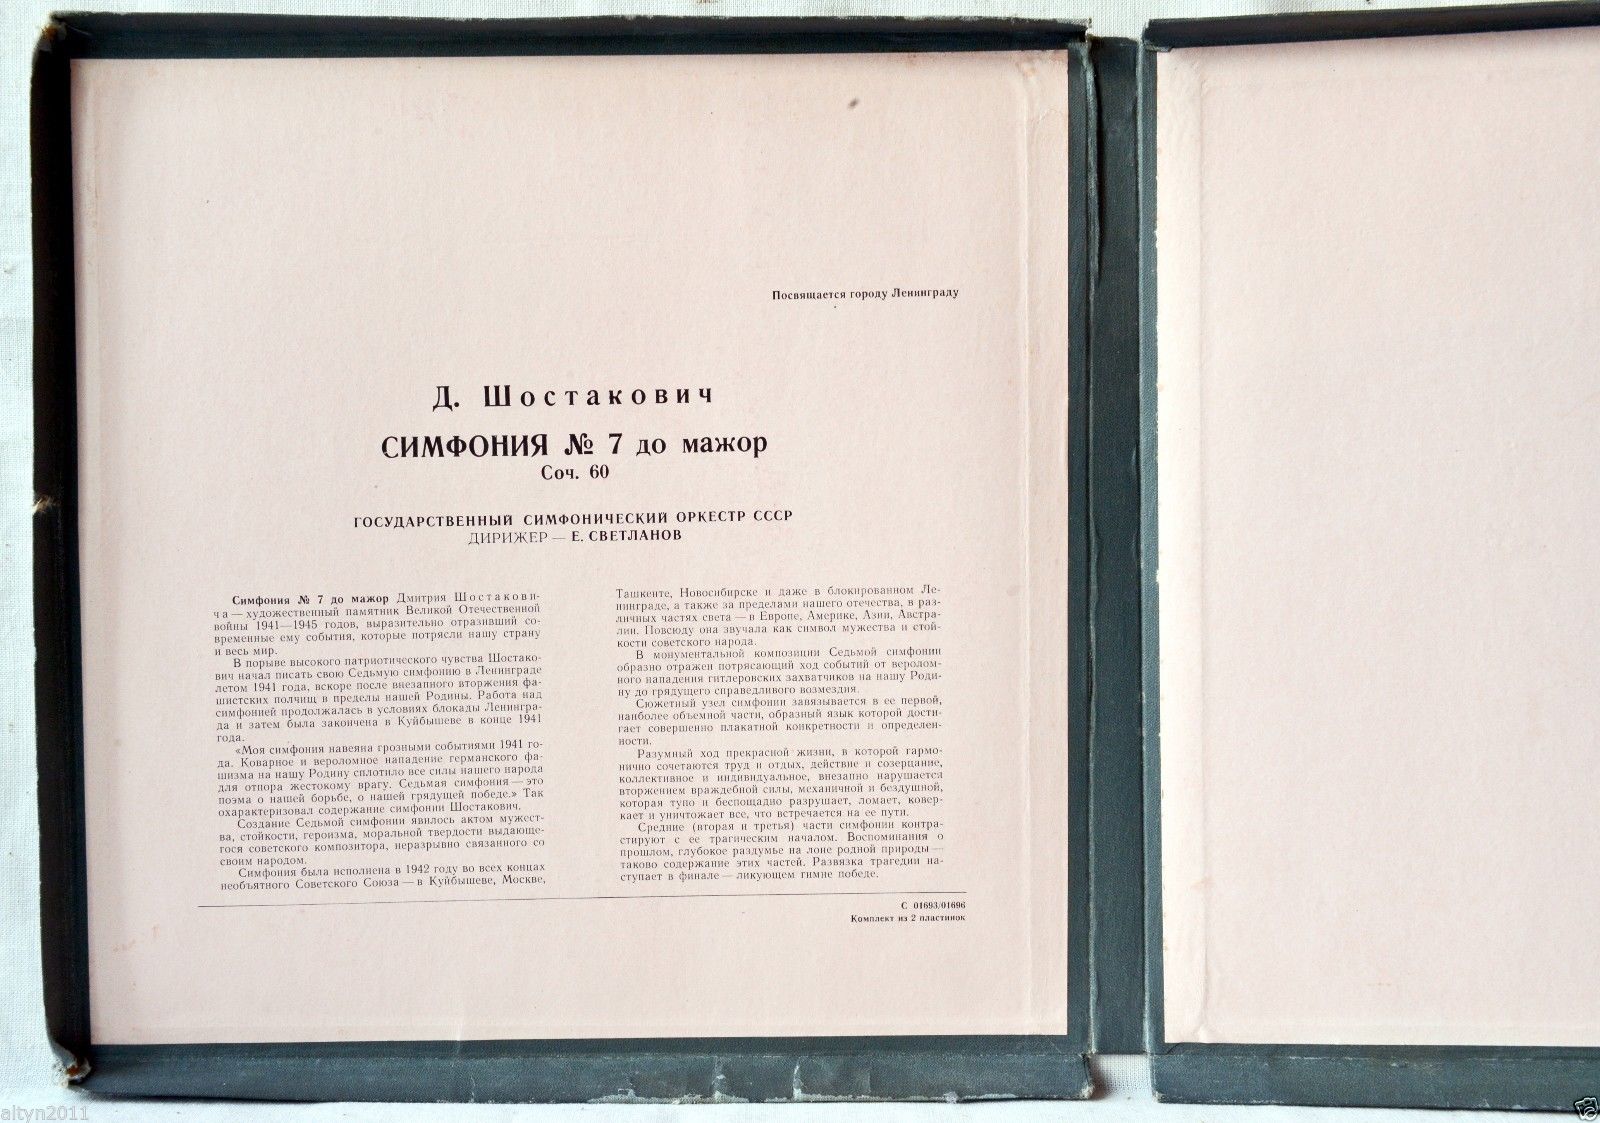 Посвящается городу Ленинграду
Д. Шостакович
СИМФОНИЯ № 7 до мажор
Соч. 60
ГОСУДАРСТВЕННЫЙ СИМФОНИЧЕСКИЙ ОРКЕСТР СССР
ДИРИЖЕР — Е. СВЕТЛАНОВ
Симфония № 7 до мажор Дмитрия Шостакови-
ча — художественный памятник Великой Отечественной
войны 1941—1945 годов, выразительно отразивший со-
временные ему события, которые потрясли нашу страну
и весь мир.
В порыве высокого патриотического чувства Шостако-
вич начал писать свою Седьмую симфонию в Ленинграде
летом 1941 года, вскоре после внезапного вторжения фа-
шистских полчищ в пределы нашей Родины. Работа над
симфонией продолжалась в условиях блокады Ленингра-
да и затем была закончена в Куйбышеве в конце 1941
года.
«Моя симфония навеяна грозными событиями 1941 го-
да. Коварное и вероломное нападение германского фа-
шизма на нашу Родину сплотило все силы нашего народа
для отпора жестокому врагу. Седьмая симфония — это
поэма о нашей борьбе, о нашей грядущей победе.» Так
охарактеризовал содержание симфонии Шостакович.
Создание Седьмой симфонии явилось актом мужест-
ва, стойкости, героизма, моральной твердости выдающе-
гося советского композитора, неразрывно связанного со
своим народом.
Симфония была исполнена в 1942 году во всех концах
необъятного Советского Союза — в Куйбышеве, Москве,
Ташкенте, Новосибирске и даже в блокированном Ле-
нинграде, а также за пределами нашего отечества, в раз-
личных частях света — в Европе, Америке, Азии, Австра-
лии. Повсюду она звучала как символ мужества и стой-
кости советского народа.
В монументальной композиции Седьмой симфонии
образно отражен потрясающий ход событий от веролом-
ного нападения гитлеровских захватчиков на нашу Роди-
ну до грядущего справедливого возмездия.
Сюжетный узел симфонии завязывается в ее первой,
наиболее объемной части, образный язык которой дости-
гает совершенно плакатной конкретности и определен-
ности.
Разумный ход прекрасной жизни, в которой гармо-
нично сочетаются труд и отдых, действие и созерцание,
коллективное и индивидуальное, внезапно нарушается
вторжением враждебной силы, механичной и бездушной,
которая тупо и беспощадно разрушает, ломает, ковер-
кает и уничтожает все, что встречается на ее пути.
Средние (вторая и третья) части симфонии контра-
стируют с ее трагическим началом. Воспоминания о
прошлом, глубокое раздумье на лоне родной природы —
таково содержание этих частей. Развязка трагедии на-
ступает в финале — ликующем гимне победе.
С 01693/01696
Комплект из 2 пластинок
altyn2011